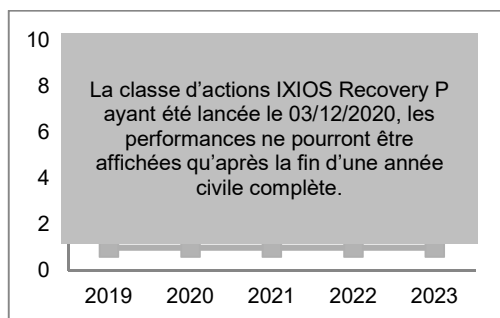 10
8
6
4
2
0
La classe d’actions IXIOS Recovery P
ayant été lancée le 03/12/2020, les
performances ne pourront être
affichées qu’après la fin d’une année
civile complète.
2019 2020 2021 2022 2023